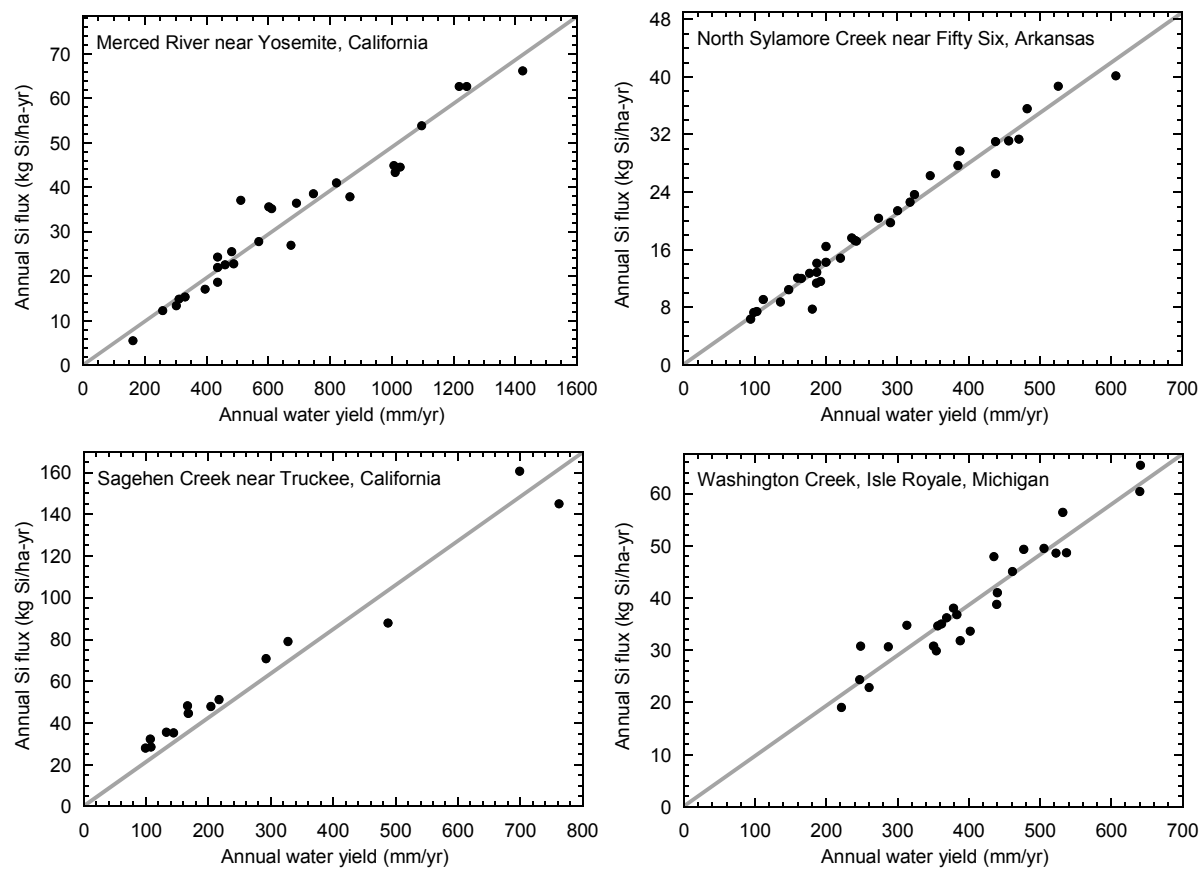 Merced River near Yosemite, California
Annual Si flux (kg Si/ha-yr)
70
60
50
40
30
20
10
0
0 200 400 600 800 1000 1200 1400 1600
Annual water yield (mm/yr)
North Sylamore Creek near Fifty Six, Arkansas
Annual Si flux (kg Si/ha-yr)
48
40
32
24
16
8
0
0 100 200 300 400 500 600 700
Annual water yield (mm/yr)
Sagehen Creek near Truckee, California
Annual Si flux (kg Si/ha-yr)
160
140
120
100
80
60
40
20
0
0 100 200 300 400 500 600 700 800
Annual water yield (mm/yr)
Washington Creek, Isle Royale, Michigan
Annual Si flux (kg Si/ha-yr)
60
50
40
30
20
10
0
0 100 200 300 400 500 600 700
Annual water yield (mm/yr)